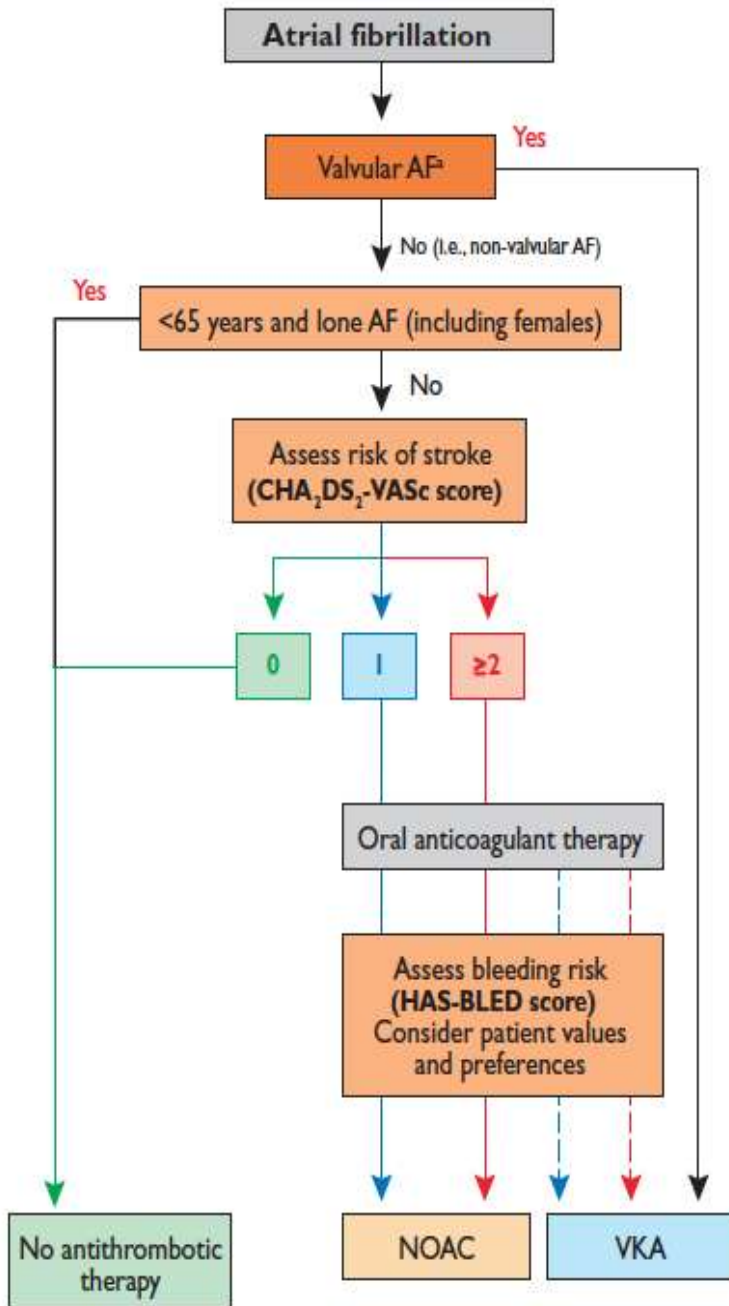 Atrial fibrillation
Yes
Valvular AFᵃ
No (i.e., non-valvular AF)
Yes
<65 years and lone AF (including females)
No
Assess risk of stroke
(CHA₂DS₂-VASc score)
0
1
≥2
Oral anticoagulant therapy
Assess bleeding risk
(HAS-BLED score)
Consider patient values
and preferences
No antithrombotic
therapy
NOAC
VKA